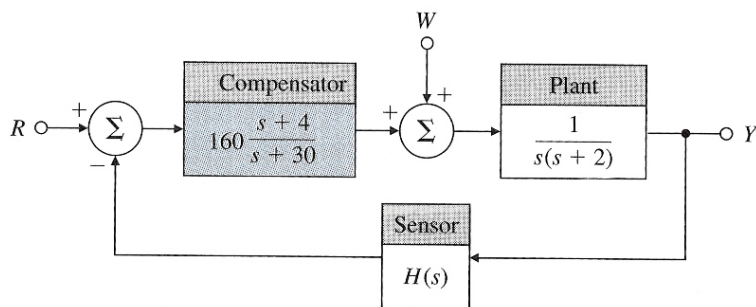 W
Compensator
Plant
R
+
Σ
−
160 (s + 4)/(s + 30)
+
+
Σ
1/(s(s + 2))
Y
Sensor
H(s)